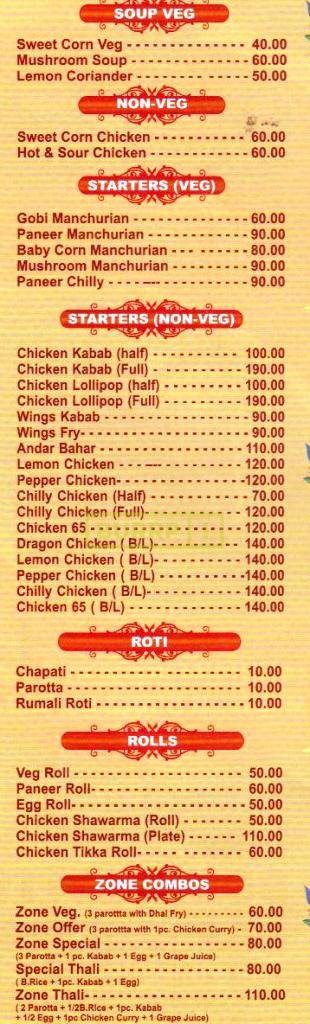 SOUP VEG
Sweet Corn Veg - - - - - - - - - - - - - - - - - 40.00
Mushroom Soup - - - - - - - - - - - - - - - - 60.00
Lemon Coriander - - - - - - - - - - - - - - - 50.00
NON-VEG
Sweet Corn Chicken - - - - - - - - - - - - - 60.00
Hot & Sour Chicken - - - - - - - - - - - - - - 60.00
STARTERS (VEG)
Gobi Manchurian - - - - - - - - - - - - - - - 60.00
Paneer Manchurian - - - - - - - - - - - - - - 90.00
Baby Corn Manchurian - - - - - - - - - - - 80.00
Mushroom Manchurian - - - - - - - - - - - 90.00
Paneer Chilly - - - - - - - - - - - - - - - - - - 90.00
STARTERS (NON-VEG)
Chicken Kabab (half) - - - - - - - - - - - 100.00
Chicken Kabab (Full) - - - - - - - - - - - 190.00
Chicken Lollipop (half) - - - - - - - - - - 100.00
Chicken Lollipop (Full) - - - - - - - - - - 190.00
Wings Kabab - - - - - - - - - - - - - - - - - - 90.00
Wings Fry- - - - - - - - - - - - - - - - - - - - - 90.00
Andar Bahar - - - - - - - - - - - - - - - - - 110.00
Lemon Chicken - - - - - - - - - - - - - - - 120.00
Pepper Chicken- - - - - - - - - - - - - - - -120.00
Chilly Chicken (Half) - - - - - - - - - - - - 70.00
Chilly Chicken (Full)- - - - - - - - - - - - 120.00
Chicken 65 - - - - - - - - - - - - - - - - - - 120.00
Dragon Chicken ( B/L)- - - - - - - - - - - 140.00
Lemon Chicken ( B/L)- - - - - - - - - - - -140.00
Pepper Chicken ( B/L) - - - - - - - - - - -140.00
Chilly Chicken ( B/L)- - - - - - - - - - - - -140.00
Chicken 65 ( B/L) - - - - - - - - - - - - - - 140.00
ROTI
Chapati - - - - - - - - - - - - - - - - - - - - - - 10.00
Parotta - - - - - - - - - - - - - - - - - - - - - - 10.00
Rumali Roti - - - - - - - - - - - - - - - - - - - 10.00
ROLLS
Veg Roll - - - - - - - - - - - - - - - - - - - - - 50.00
Paneer Roll- - - - - - - - - - - - - - - - - - - 60.00
Egg Roll- - - - - - - - - - - - - - - - - - - - - 50.00
Chicken Shawarma (Roll) - - - - - - - - 50.00
Chicken Shawarma (Plate) - - - - - - - 110.00
Chicken Tikka Roll- - - - - - - - - - - - - 60.00
ZONE COMBOS
Zone Veg. (3 parottta with Dhal Fry) - - - - - - - - - - 60.00
Zone Offer (3 parottta with 1pc. Chicken Curry) - 70.00
Zone Special - - - - - - - - - - - - - - - - - 80.00
(3 Parotta + 1 pc. Kabab + 1 Egg + 1 Grape Juice)
Special Thali - - - - - - - - - - - - - - - - - 80.00
( B.Rice + 1pc. Kabab + 1 Egg)
Zone Thali- - - - - - - - - - - - - - - - - - - 110.00
( 2 Parotta + 1/2B.Rice + 1pc. Kabab
+ 1/2 Egg + 1pc Chicken Curry + 1 Grape Juice)